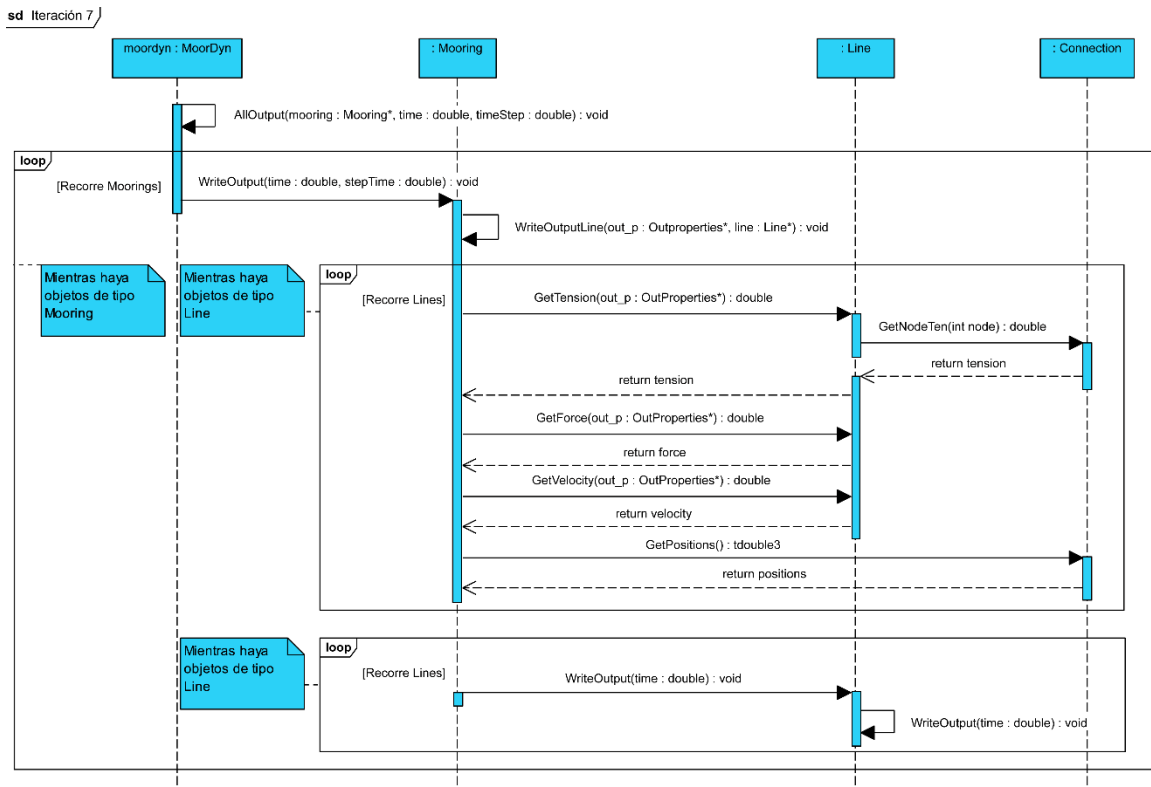 sd Iteración 7
moordyn : MoorDyn
: Mooring
: Line
: Connection
AllOutput(mooring : Mooring*, time : double, timeStep : double) : void
loop
[Recorre Moorings]
WriteOutput(time : double, stepTime : double) : void
WriteOutputLine(out_p : Outproperties*, line : Line*) : void
Mientras haya
objetos de tipo
Mooring
Mientras haya
objetos de tipo
Line
loop
[Recorre Lines]
GetTension(out_p : OutProperties*) : double
GetNodeTen(int node) : double
return tension
return tension
GetForce(out_p : OutProperties*) : double
return force
GetVelocity(out_p : OutProperties*) : double
return velocity
GetPositions() : tdouble3
return positions
Mientras haya
objetos de tipo
Line
loop
[Recorre Lines]
WriteOutput(time : double) : void
WriteOutput(time : double) : void